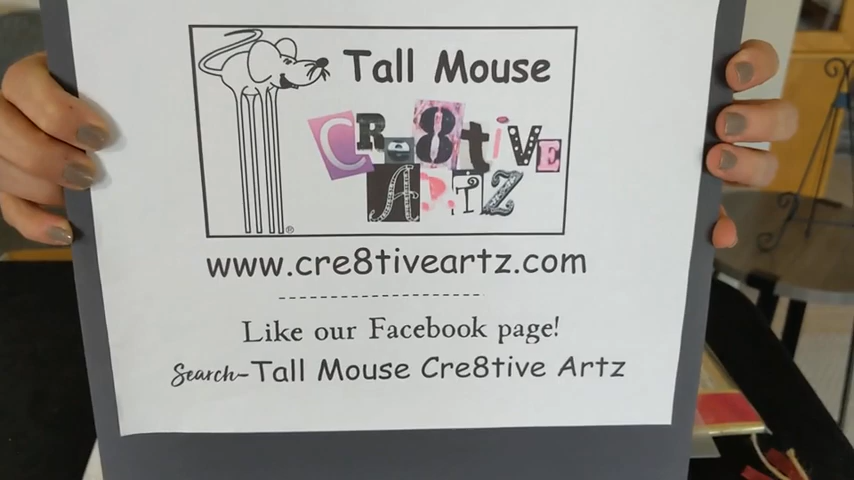 Tall Mouse
CRe8tiVE
ARTZ
®
www.cre8tiveartz.com
Like our Facebook page!
Search-Tall Mouse Cre8tive Artz